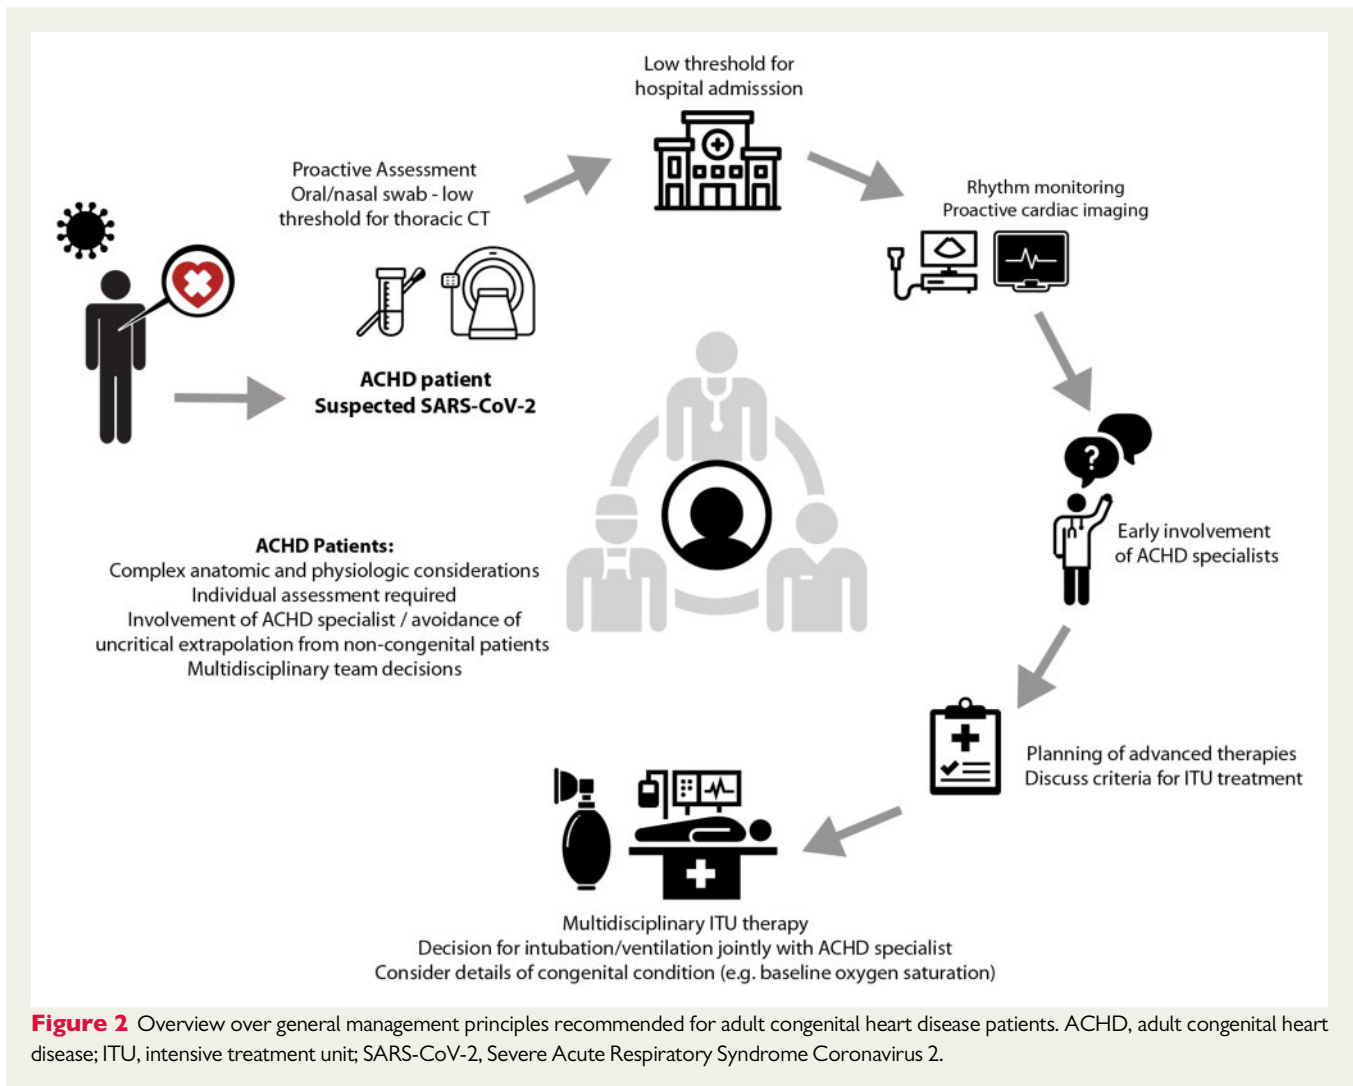 Low threshold for
hospital admisssion
Proactive Assessment
Oral/nasal swab - low
threshold for thoracic CT
Rhythm monitoring
Proactive cardiac imaging
ACHD patient
Suspected SARS-CoV-2
?
Early involvement
of ACHD specialists
ACHD Patients:
Complex anatomic and physiologic considerations
Individual assessment required
Involvement of ACHD specialist / avoidance of
uncritical extrapolation from non-congenital patients
Multidisciplinary team decisions
Planning of advanced therapies
Discuss criteria for ITU treatment
Multidisciplinary ITU therapy
Decision for intubation/ventilation jointly with ACHD specialist
Consider details of congenital condition (e.g. baseline oxygen saturation)
Figure 2 Overview over general management principles recommended for adult congenital heart disease patients. ACHD, adult congenital heart
disease; ITU, intensive treatment unit; SARS-CoV-2, Severe Acute Respiratory Syndrome Coronavirus 2.